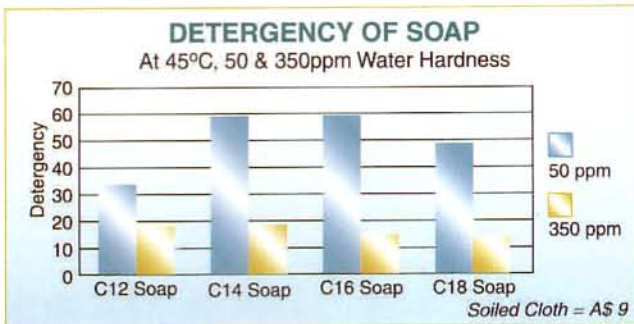 DETERGENCY OF SOAP
At 45ºC, 50 & 350ppm Water Hardness
70
60
50
40
30
20
10
0
Detergency
C12 Soap C14 Soap C16 Soap C18 Soap
50 ppm
350 ppm
Soiled Cloth = A$ 9